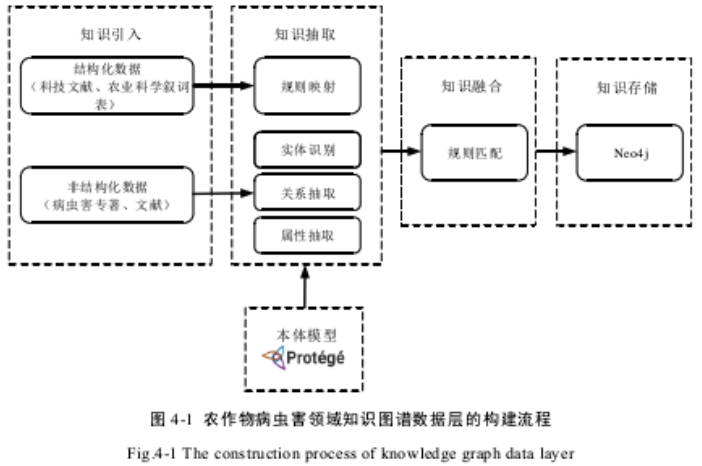 知识引入
结构化数据
（科技文献、农业科学叙词
表）
非结构化数据
（病虫害专著、文献）
知识抽取
规则映射
实体识别
关系抽取
属性抽取
知识融合
规则匹配
知识存储
Neo4j
本体模型
Protégé
图 4-1 农作物病虫害领域知识图谱数据层的构建流程
Fig.4-1 The construction process of knowledge graph data layer